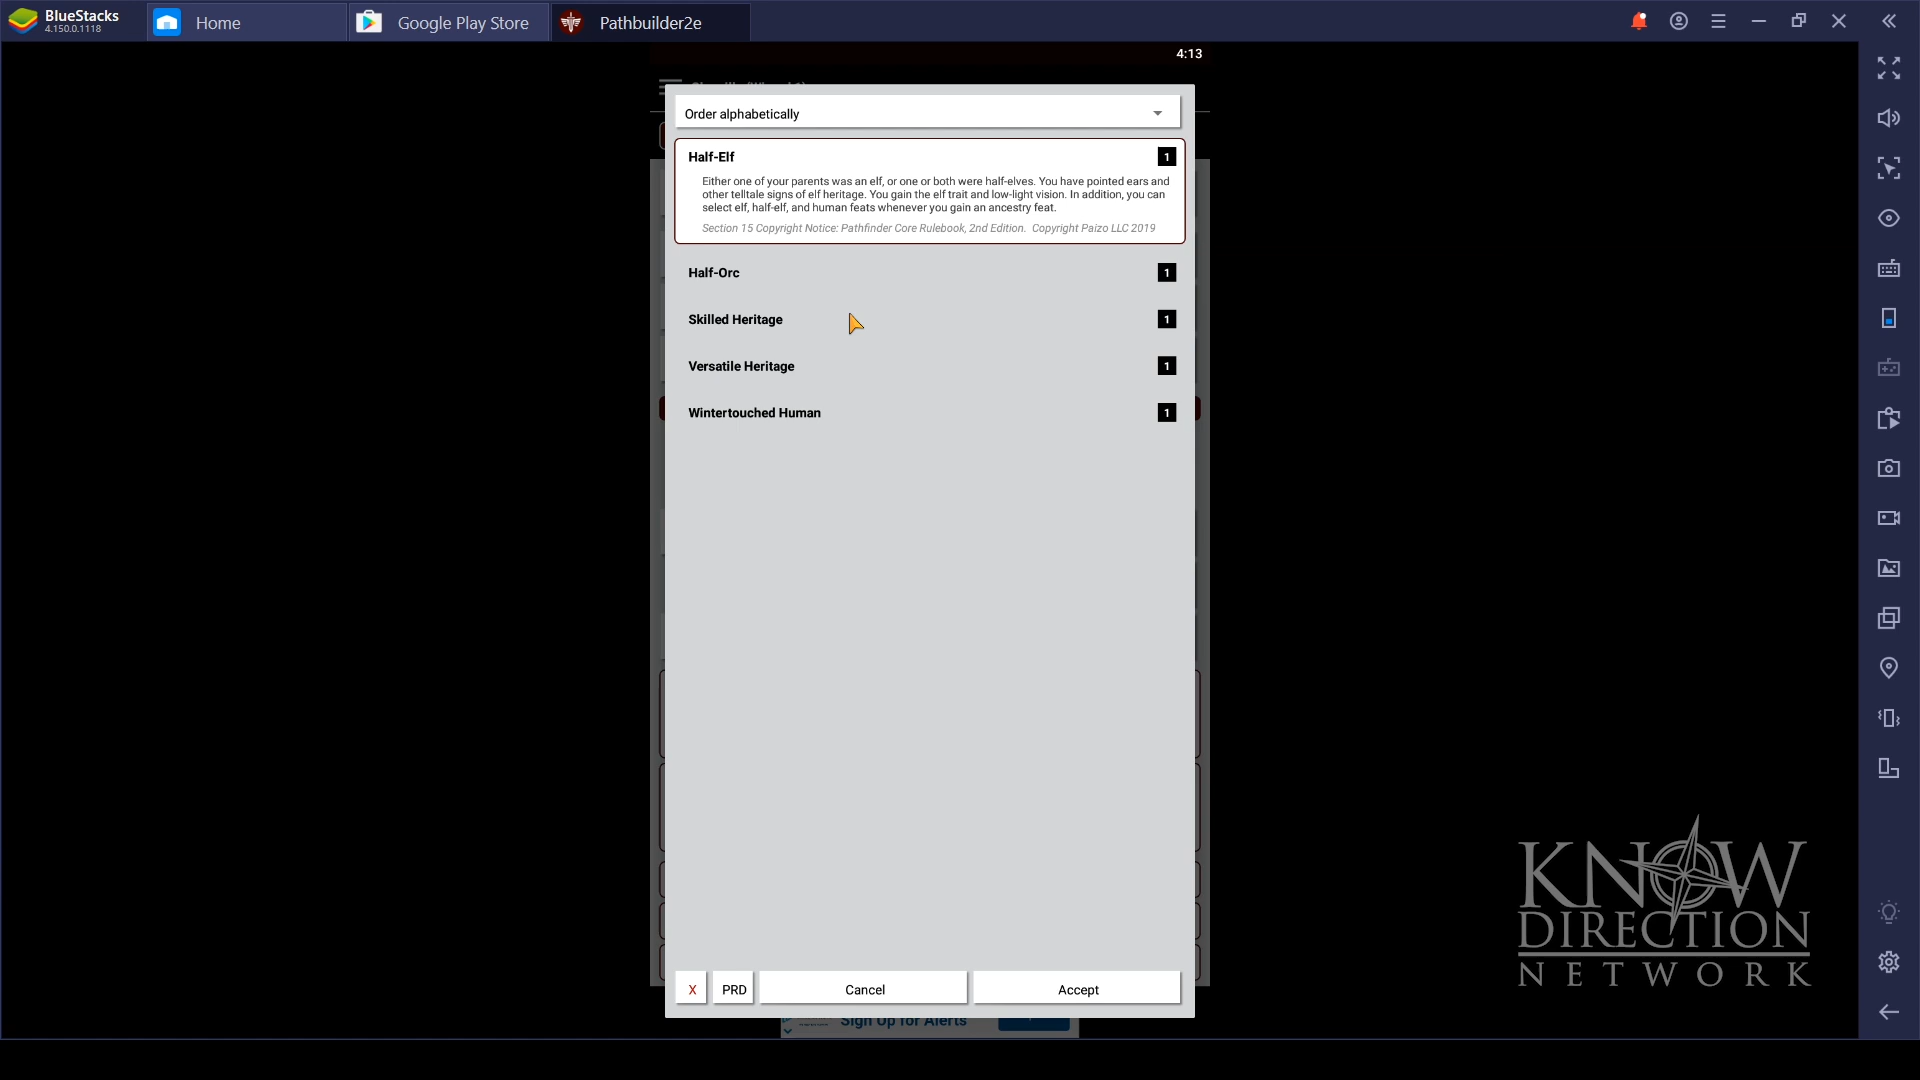 BlueStacks
4.150.0.1118
Home
Google Play Store
Pathbuilder2e
4:13
Order alphabetically
Half-Elf 1
Either one of your parents was an elf, or one or both were half-elves. You have pointed ears and
other telltale signs of elf heritage. You gain the elf trait and low-light vision. In addition, you can
select elf, half-elf, and human feats whenever you gain an ancestry feat.
Section 15 Copyright Notice: Pathfinder Core Rulebook, 2nd Edition. Copyright Paizo LLC 2019
Half-Orc 1
Skilled Heritage 1
Versatile Heritage 1
Wintertouched Human 1
X PRD Cancel Accept
Sign Up for Alerts
KNOW
DIRECTION
NETWORK